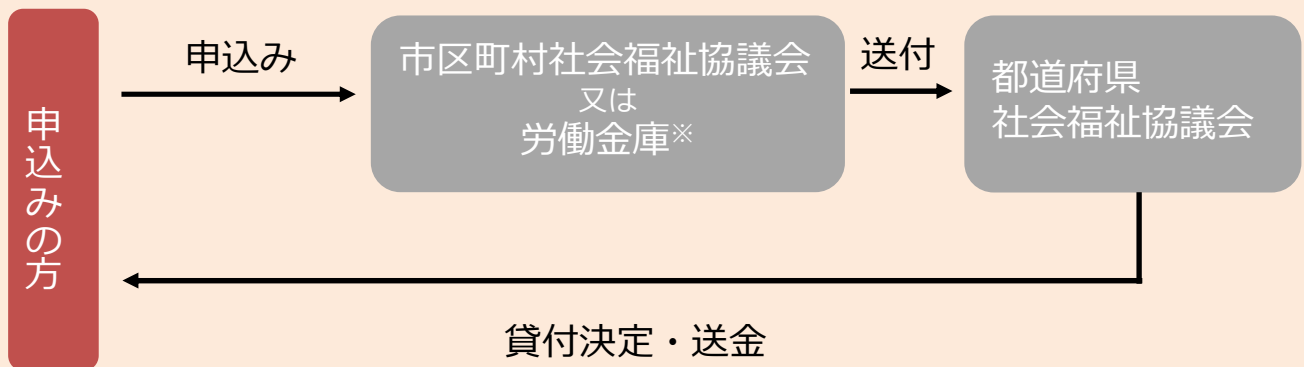 申込みの方
申込み
市区町村社会福祉協議会
又は
労働金庫※
送付
都道府県
社会福祉協議会
貸付決定・送金